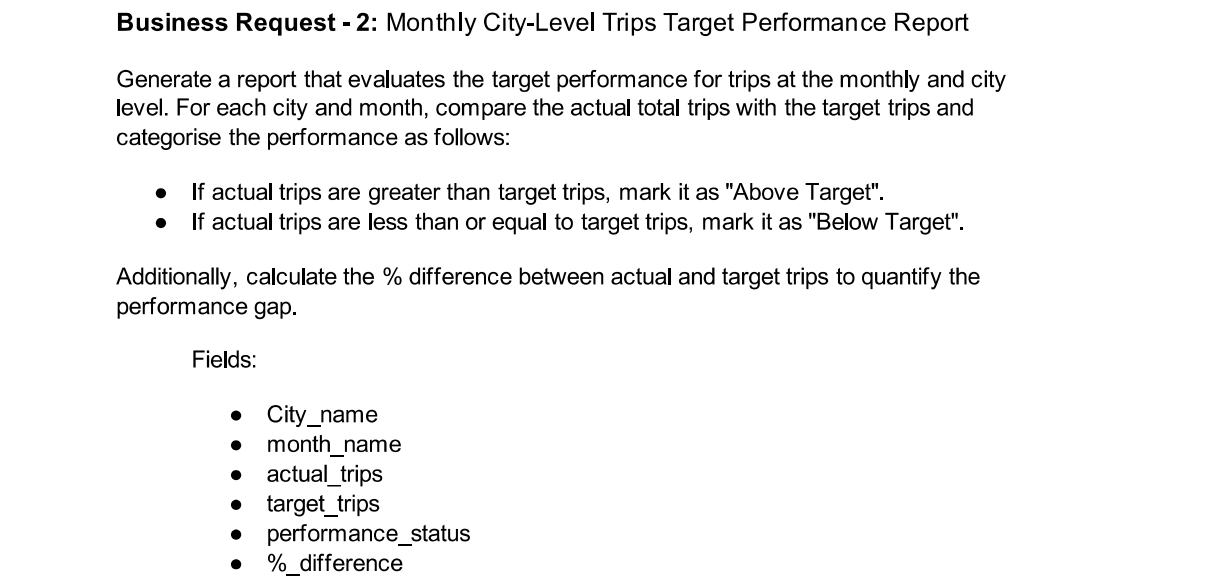 Business Request - 2: Monthly City-Level Trips Target Performance Report
Generate a report that evaluates the target performance for trips at the monthly and city
level. For each city and month, compare the actual total trips with the target trips and
categorise the performance as follows:
● If actual trips are greater than target trips, mark it as "Above Target".
● If actual trips are less than or equal to target trips, mark it as "Below Target".
Additionally, calculate the % difference between actual and target trips to quantify the
performance gap.
Fields:
● City_name
● month_name
● actual_trips
● target_trips
● performance_status
● %_difference